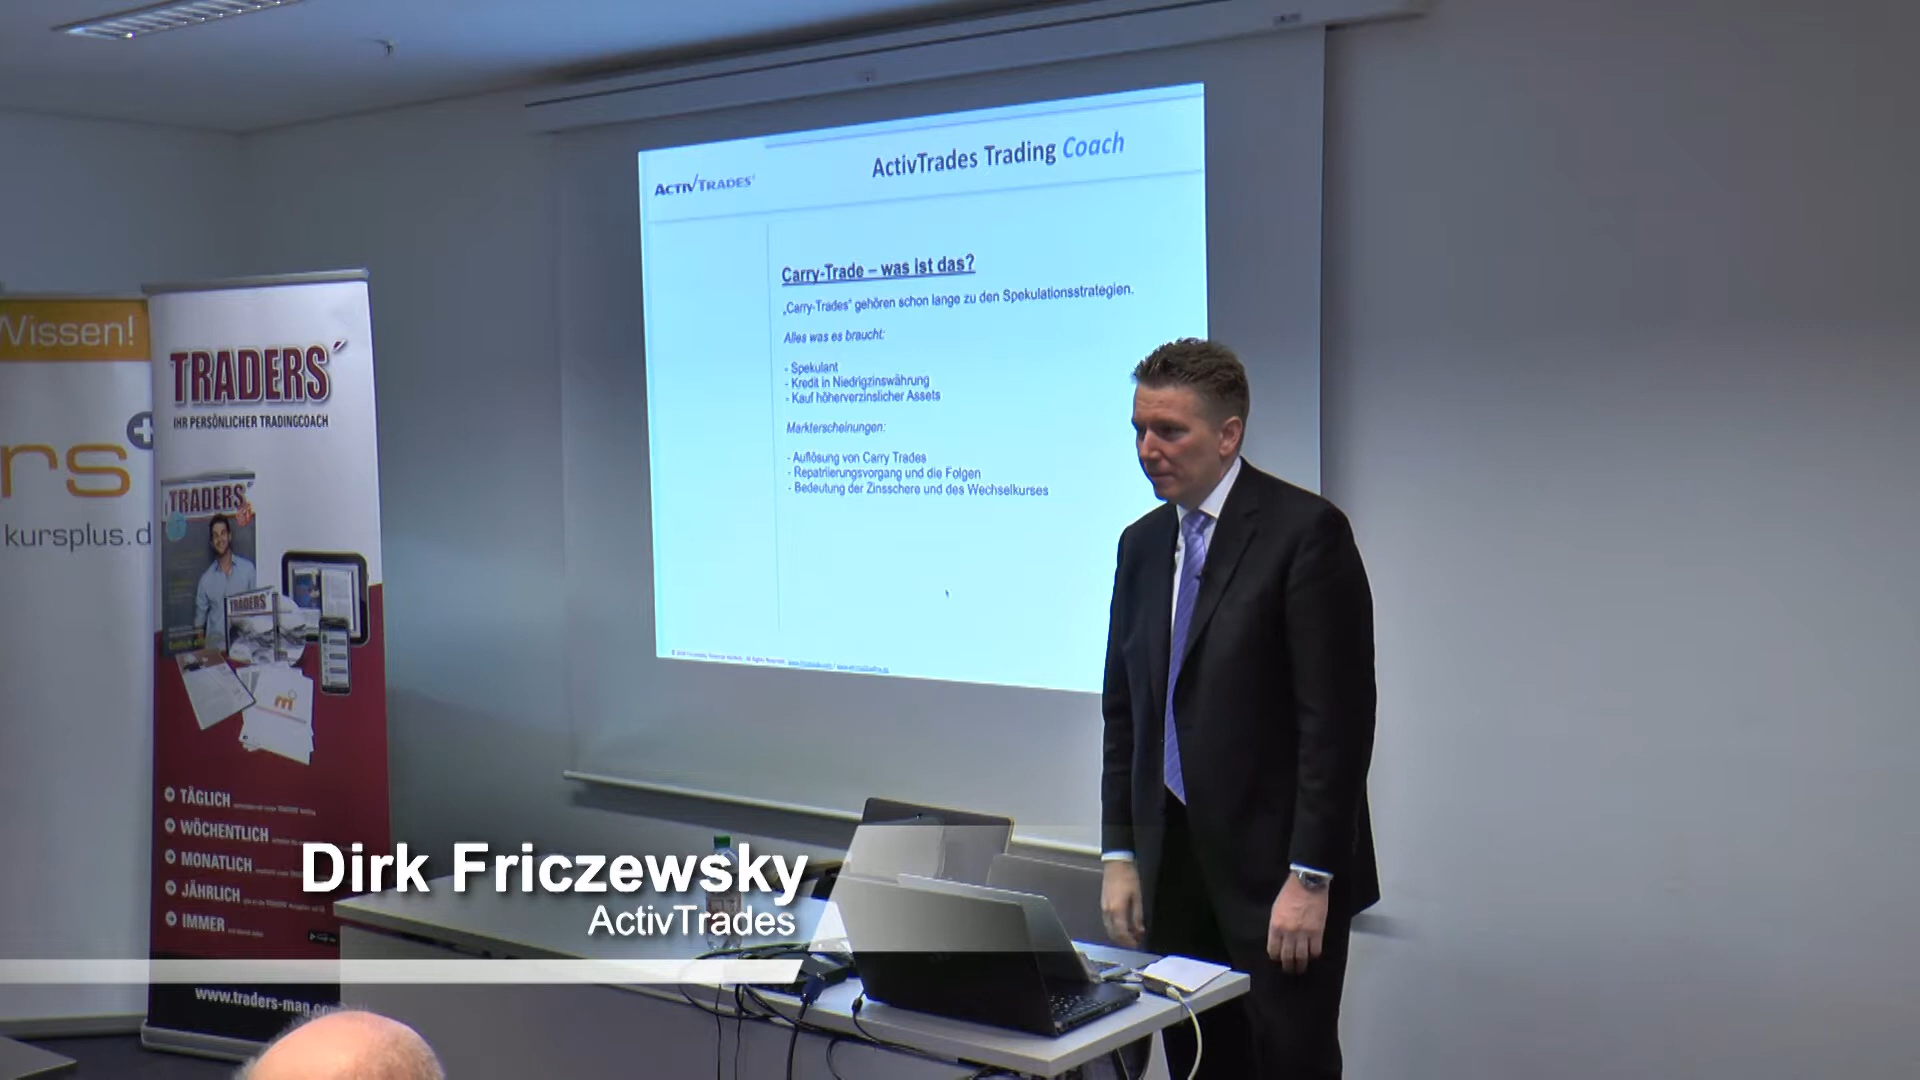 ACTIVTRADES
ActivTrades Trading Coach
Carry-Trade – was ist das?
„Carry-Trades“ gehören schon lange zu den Spekulationsstrategien.
Alles was es braucht:
- Spekulant
- Kredit in Niedrigzinswährung
- Kauf höherverzinslicher Assets
Markterscheinungen:
- Auflösung von Carry Trades
- Repatriierungsvorgang und die Folgen
- Bedeutung der Zinsschere und des Wechselkurses
Wissen!
rs+
kursplus.d
TRADERS´
IHR PERSÖNLICHER TRADINGCOACH
TRADERS´
TRADERS´
TÄGLICH
WÖCHENTLICH
MONATLICH
JÄHRLICH
IMMER
www.traders-mag.co
Dirk Friczewsky
ActivTrades